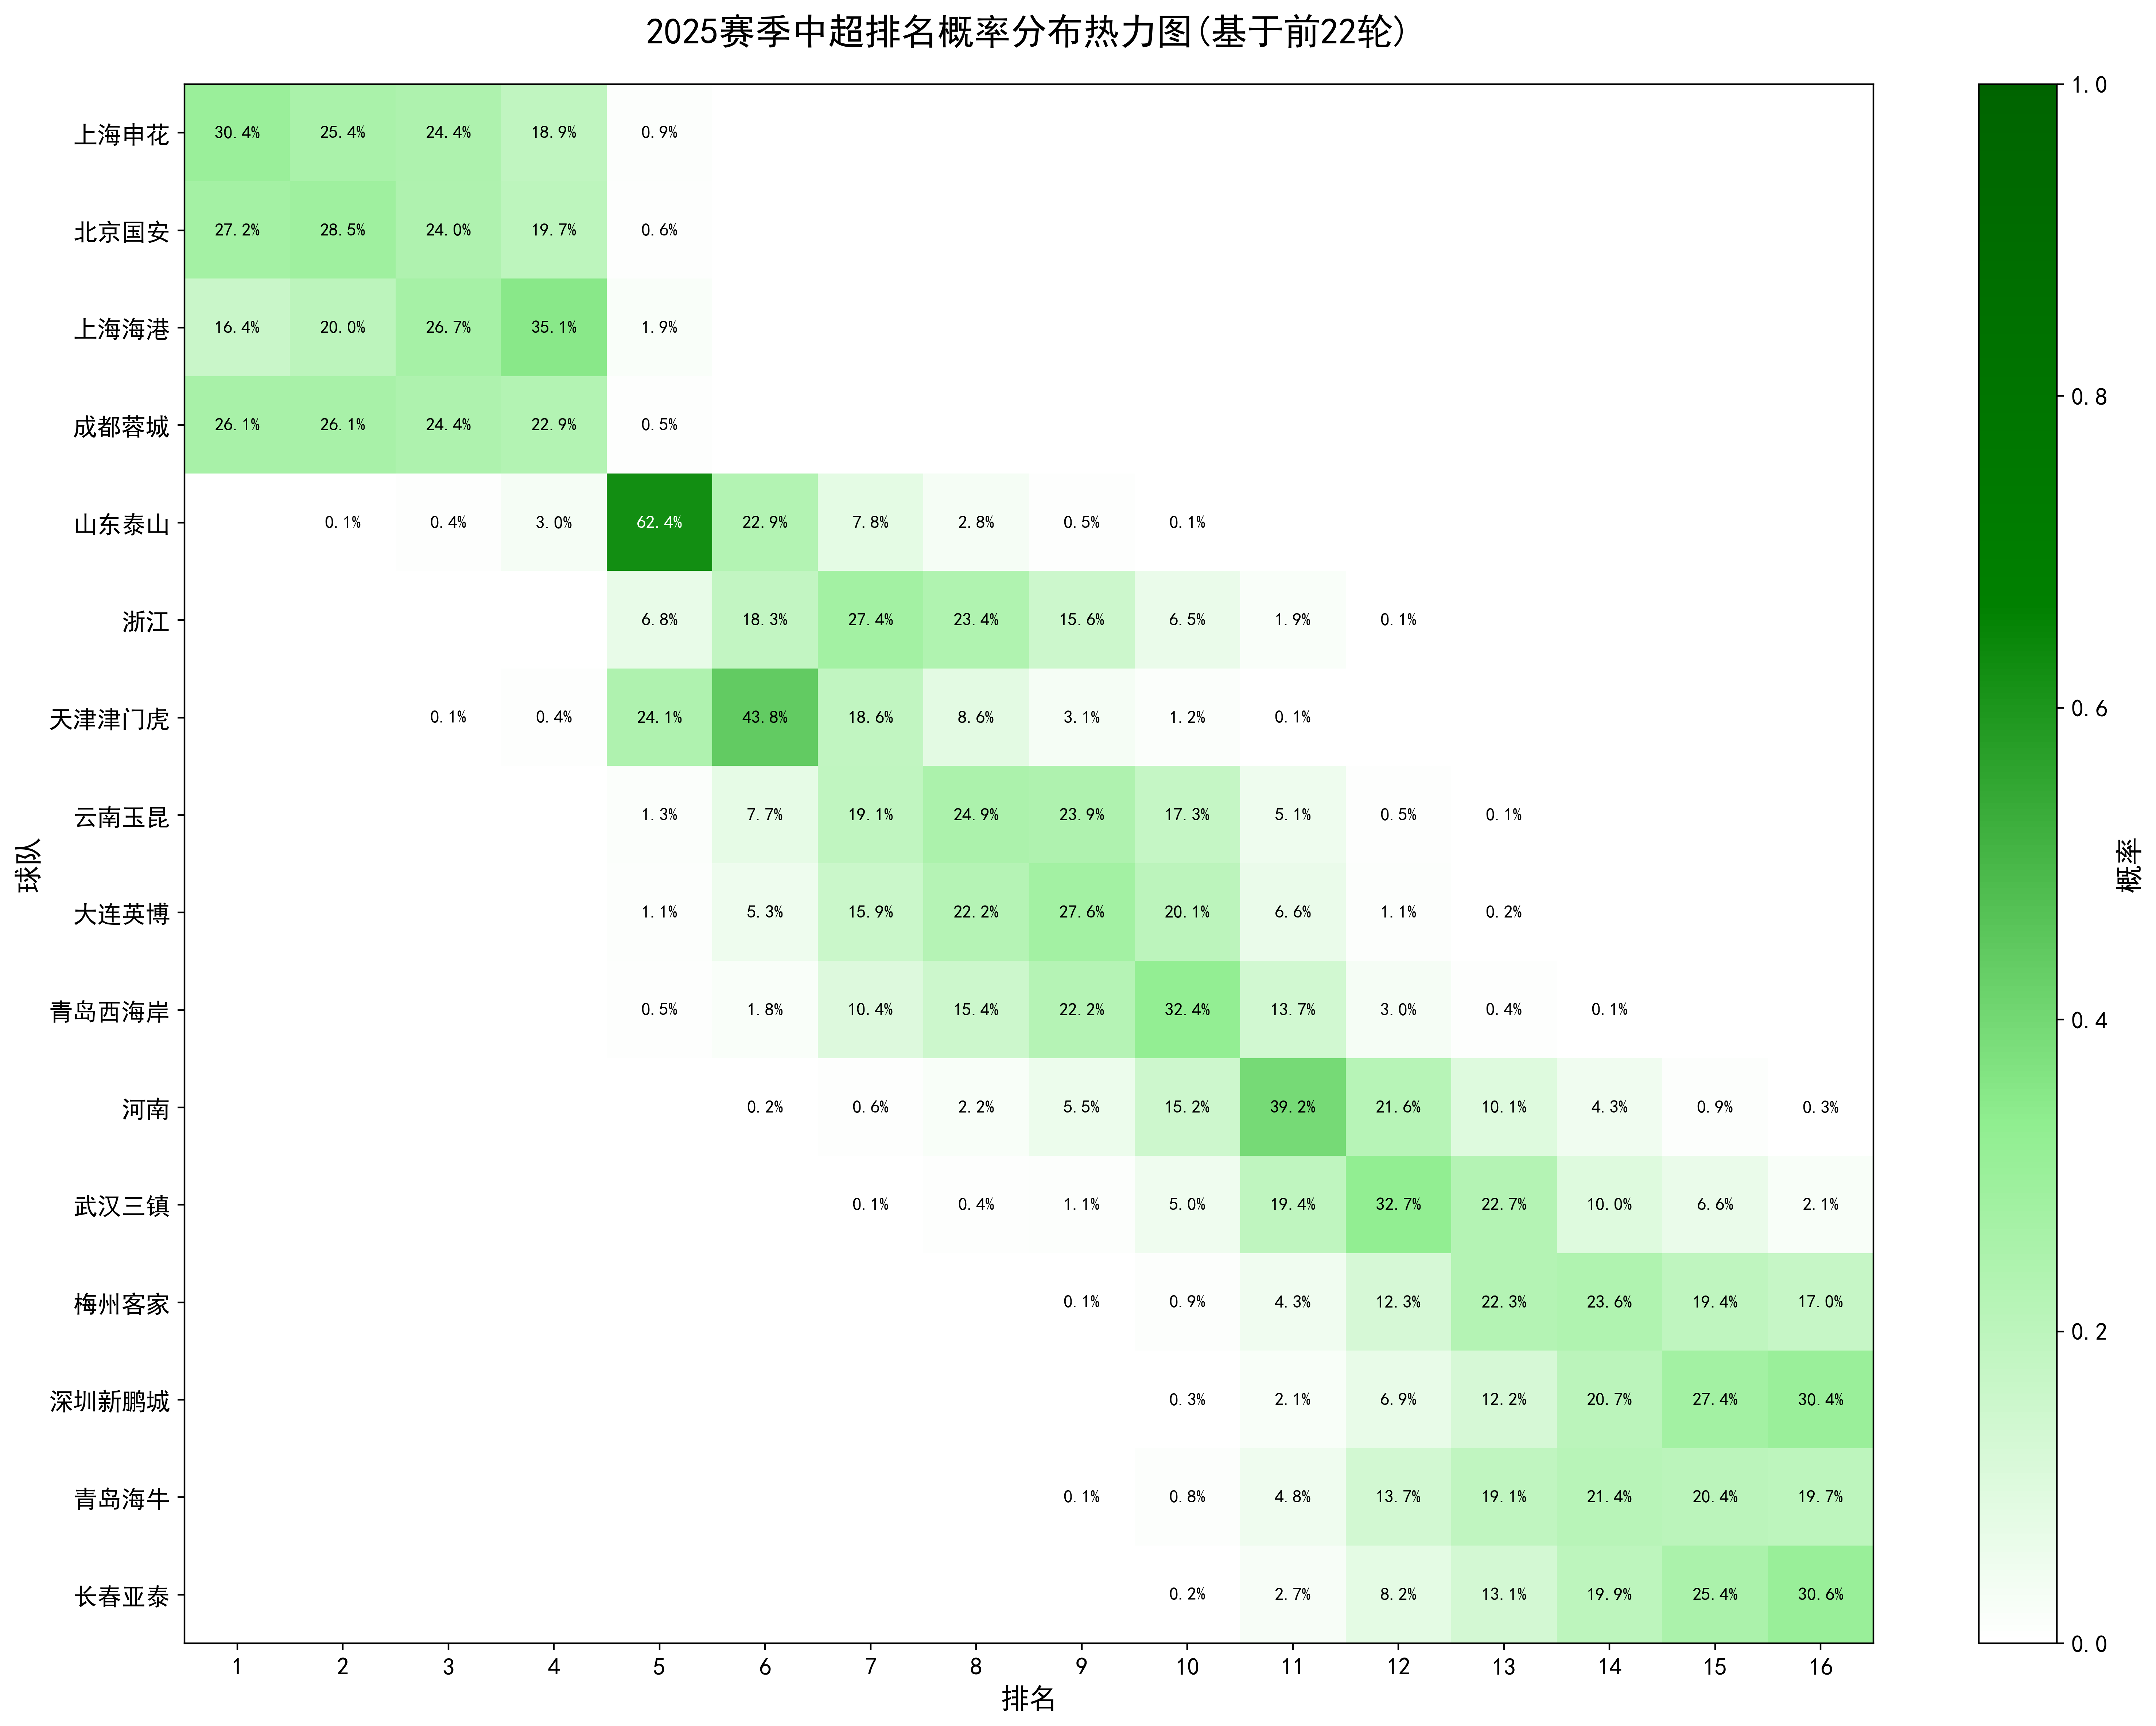 2025赛季中超排名概率分布热力图(基于前22轮)
上海申花 30.4% 25.4% 24.4% 18.9% 0.9%
北京国安 27.2% 28.5% 24.0% 19.7% 0.6%
上海海港 16.4% 20.0% 26.7% 35.1% 1.9%
成都蓉城 26.1% 26.1% 24.4% 22.9% 0.5%
山东泰山 0.1% 0.4% 3.0% 62.4% 22.9% 7.8% 2.8% 0.5% 0.1%
浙江 6.8% 18.3% 27.4% 23.4% 15.6% 6.5% 1.9% 0.1%
天津津门虎 0.1% 0.4% 24.1% 43.8% 18.6% 8.6% 3.1% 1.2% 0.1%
云南玉昆 1.3% 7.7% 19.1% 24.9% 23.9% 17.3% 5.1% 0.5% 0.1%
大连英博 1.1% 5.3% 15.9% 22.2% 27.6% 20.1% 6.6% 1.1% 0.2%
青岛西海岸 0.5% 1.8% 10.4% 15.4% 22.2% 32.4% 13.7% 3.0% 0.4% 0.1%
河南 0.2% 0.6% 2.2% 5.5% 15.2% 39.2% 21.6% 10.1% 4.3% 0.9% 0.3%
武汉三镇 0.1% 0.4% 1.1% 5.0% 19.4% 32.7% 22.7% 10.0% 6.6% 2.1%
梅州客家 0.1% 0.9% 4.3% 12.3% 22.3% 23.6% 19.4% 17.0%
深圳新鹏城 0.3% 2.1% 6.9% 12.2% 20.7% 27.4% 30.4%
青岛海牛 0.1% 0.8% 4.8% 13.7% 19.1% 21.4% 20.4% 19.7%
长春亚泰 0.2% 2.7% 8.2% 13.1% 19.9% 25.4% 30.6%
1 2 3 4 5 6 7 8 9 10 11 12 13 14 15 16
排名
球队
1.0
0.8
0.6
0.4
0.2
0.0
概率